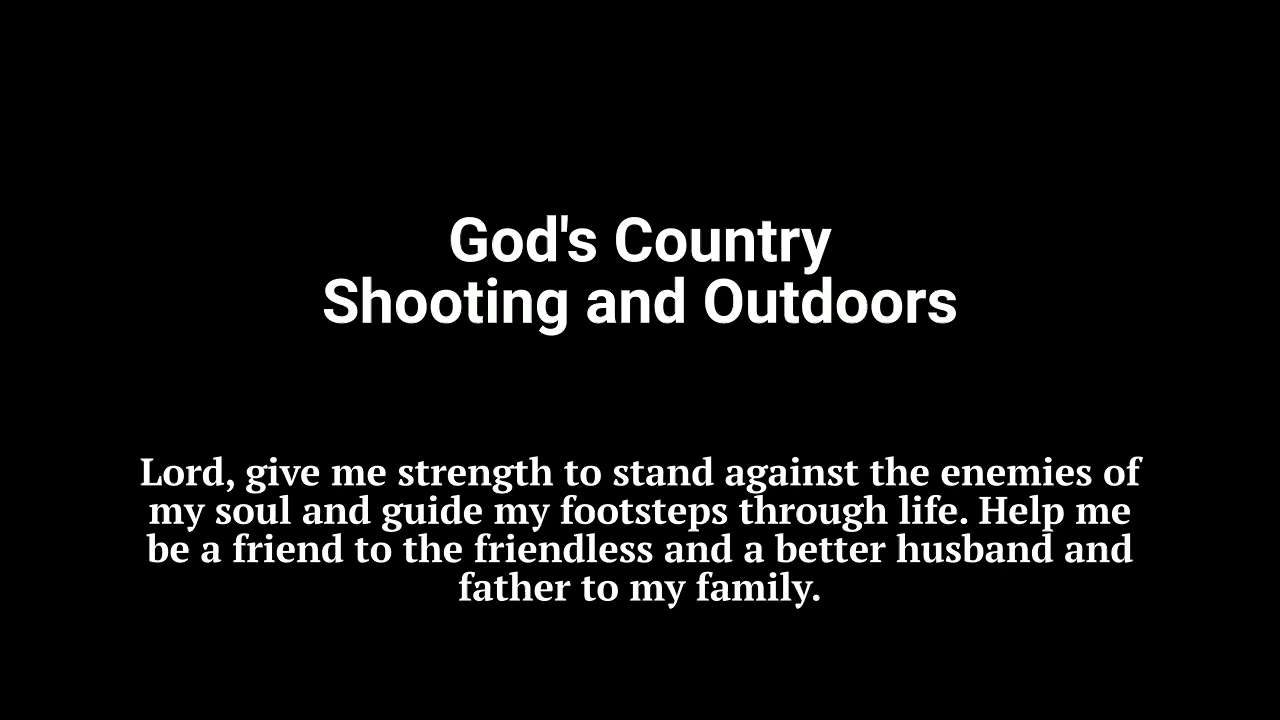 God's Country
Shooting and Outdoors
Lord, give me strength to stand against the enemies of
my soul and guide my footsteps through life. Help me
be a friend to the friendless and a better husband and
father to my family.